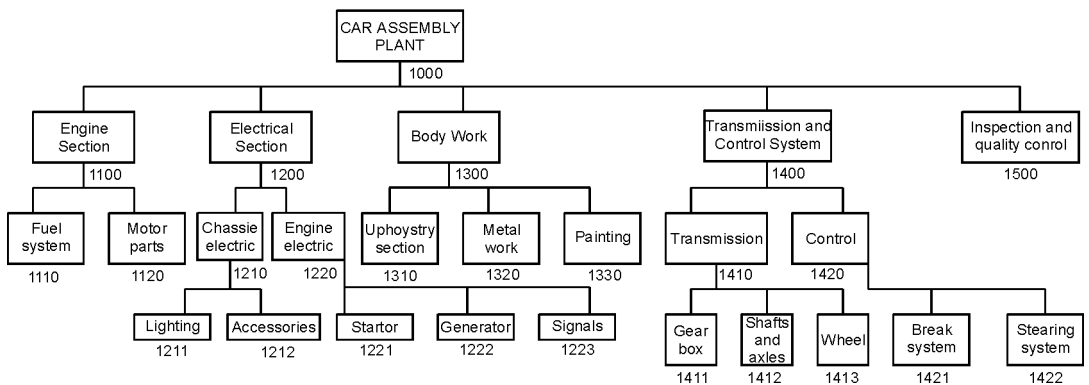 CAR ASSEMBLY
PLANT
1000
Engine
Section
1100
Electrical
Section
1200
Body Work
1300
Transmiission and
Control System
1400
Inspection and
quality conrol
1500
Fuel
system
1110
Motor
parts
1120
Chassie
electric
1210
Engine
electric
1220
Uphoystry
section
1310
Metal
work
1320
Painting
1330
Transmission
1410
Control
1420
Lighting
1211
Accessories
1212
Startor
1221
Generator
1222
Signals
1223
Gear
box
1411
Shafts
and
axles
1412
Wheel
1413
Break
system
1421
Stearing
system
1422